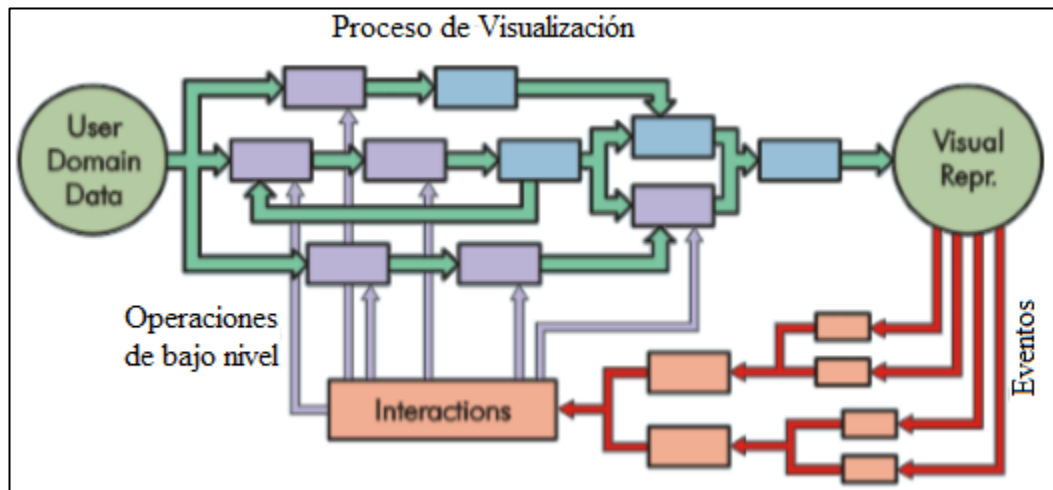 Proceso de Visualización
User
Domain
Data
Visual
Repr.
Operaciones
de bajo nivel
Interactions
Eventos